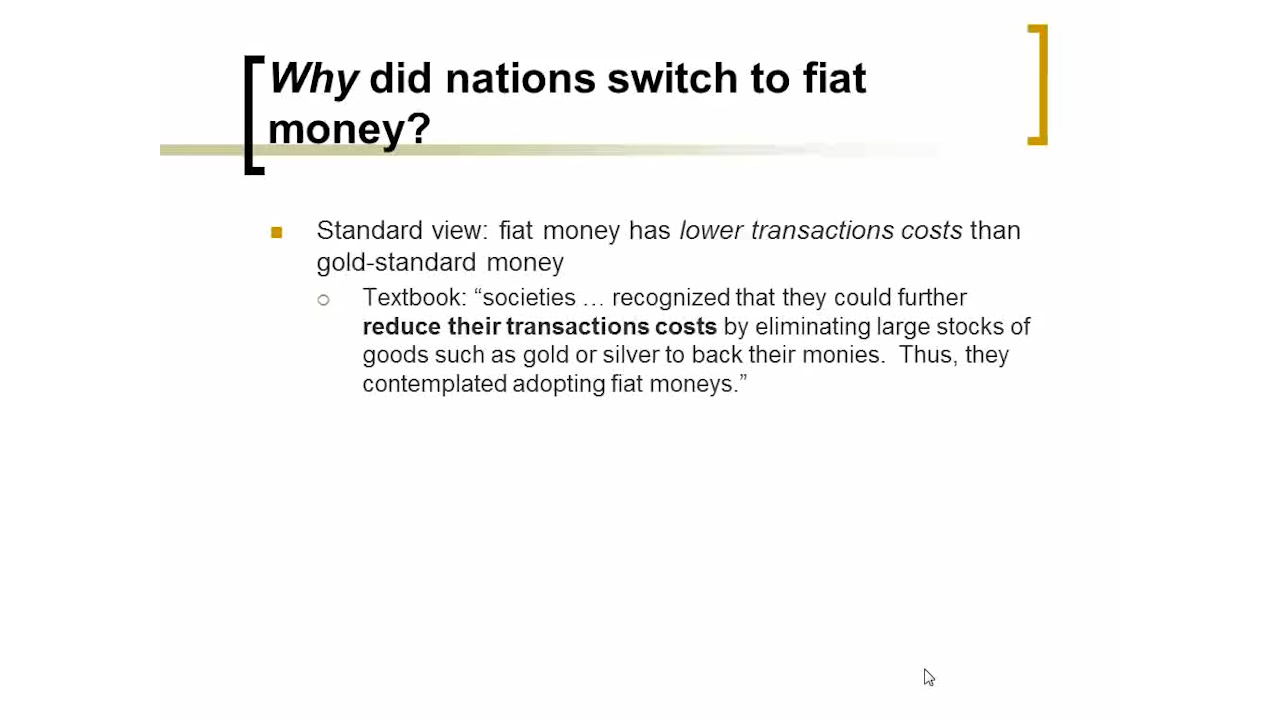 Why did nations switch to fiat
money?
Standard view: fiat money has lower transactions costs than
gold-standard money
Textbook: “societies … recognized that they could further
reduce their transactions costs by eliminating large stocks of
goods such as gold or silver to back their monies.  Thus, they
contemplated adopting fiat moneys.”